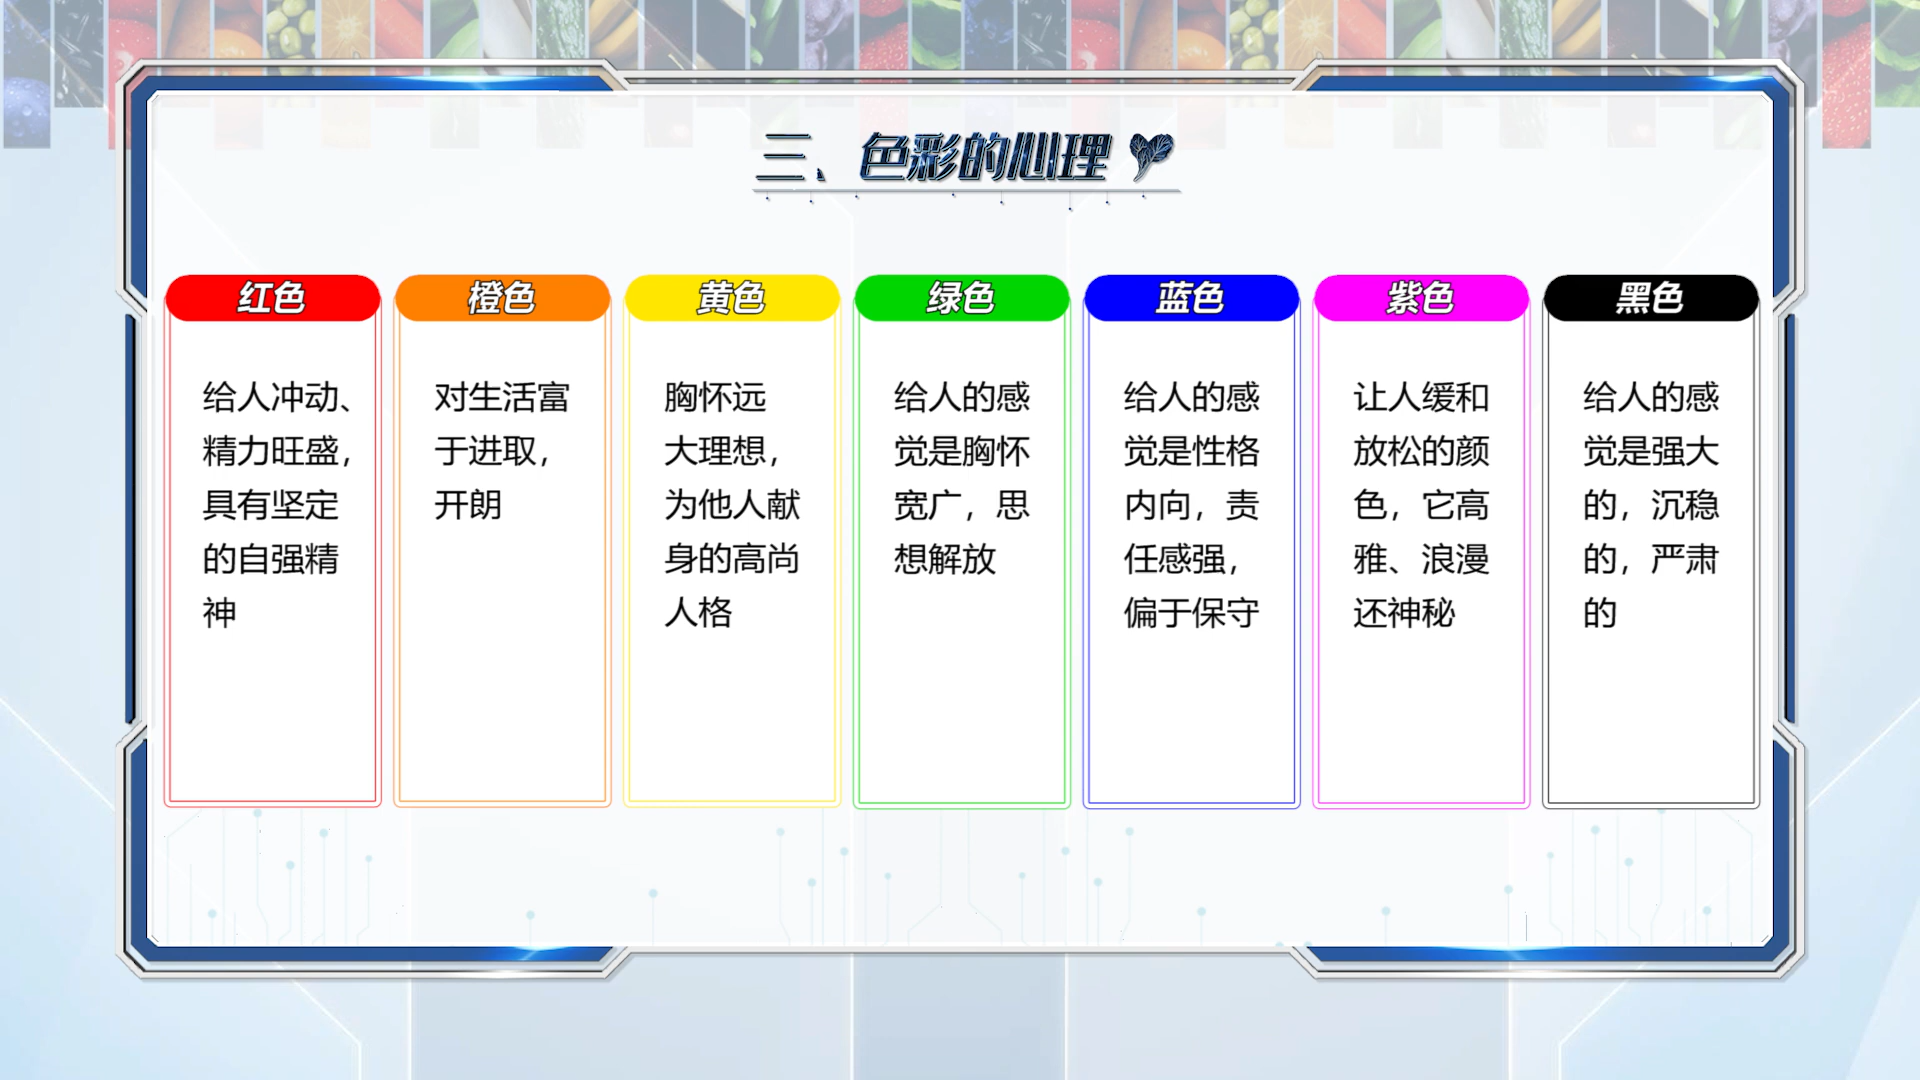 三、色彩的心理
红色
给人冲动、
精力旺盛，
具有坚定
的自强精
神
橙色
对生活富
于进取，
开朗
黄色
胸怀远
大理想，
为他人献
身的高尚
人格
绿色
给人的感
觉是胸怀
宽广，思
想解放
蓝色
给人的感
觉是性格
内向，责
任感强，
偏于保守
紫色
让人缓和
放松的颜
色，它高
雅、浪漫
还神秘
黑色
给人的感
觉是强大
的，沉稳
的，严肃
的